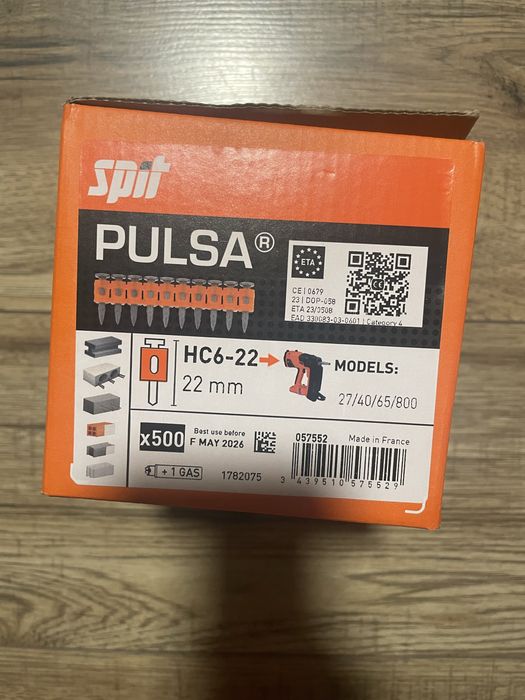 spit
PULSA®
ETA
CE | 0679
23 | DOP-058
ETA 23/0508
EAD 330083-03-0601 | Category 4
HC6-22
22 mm
MODELS:
27/40/65/800
x500
Best use before
F MAY 2026
057552
Made in France
+ 1 GAS
1782075
3 439510 575529